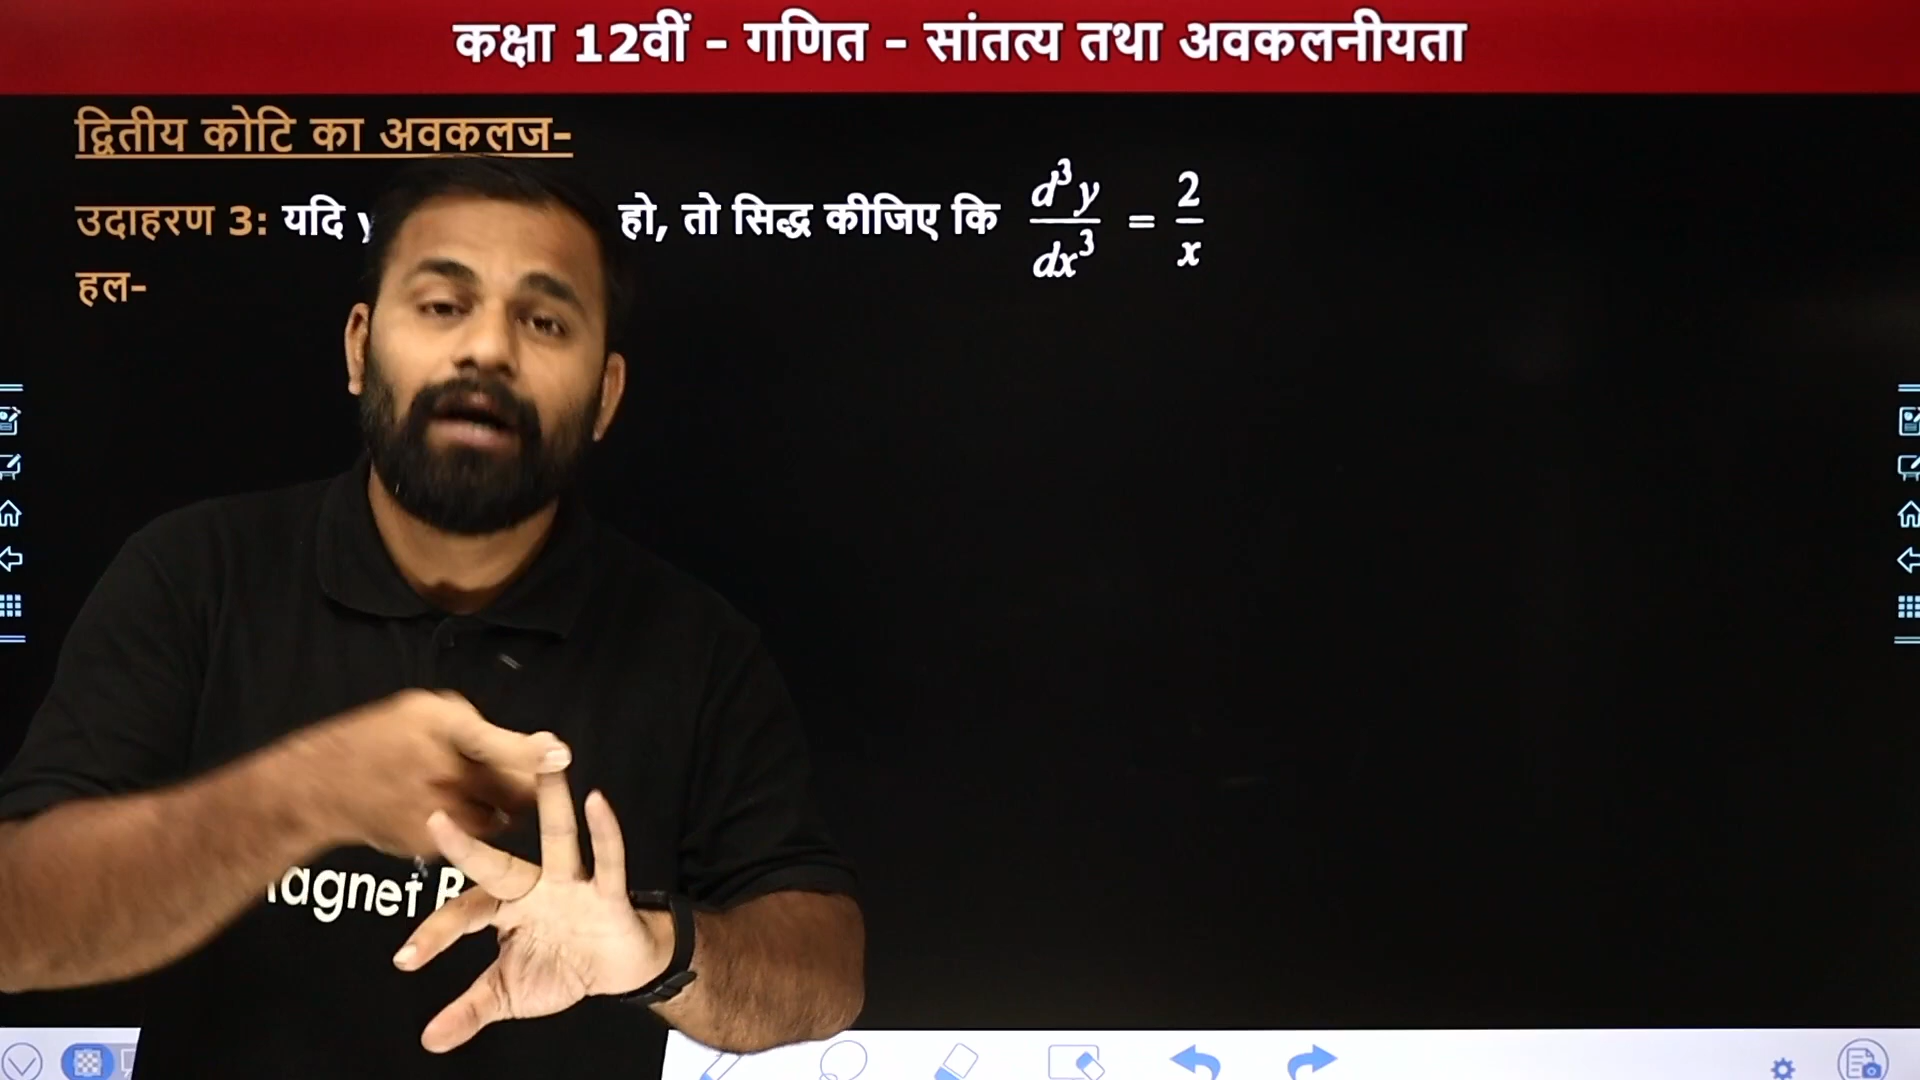 कक्षा 12वीं - गणित - सांतत्य तथा अवकलनीयता
द्वितीय कोटि का अवकलज-
उदाहरण 3: यदि y हो, तो सिद्ध कीजिए कि d³y/dx³ = 2/x
हल-
agnet B